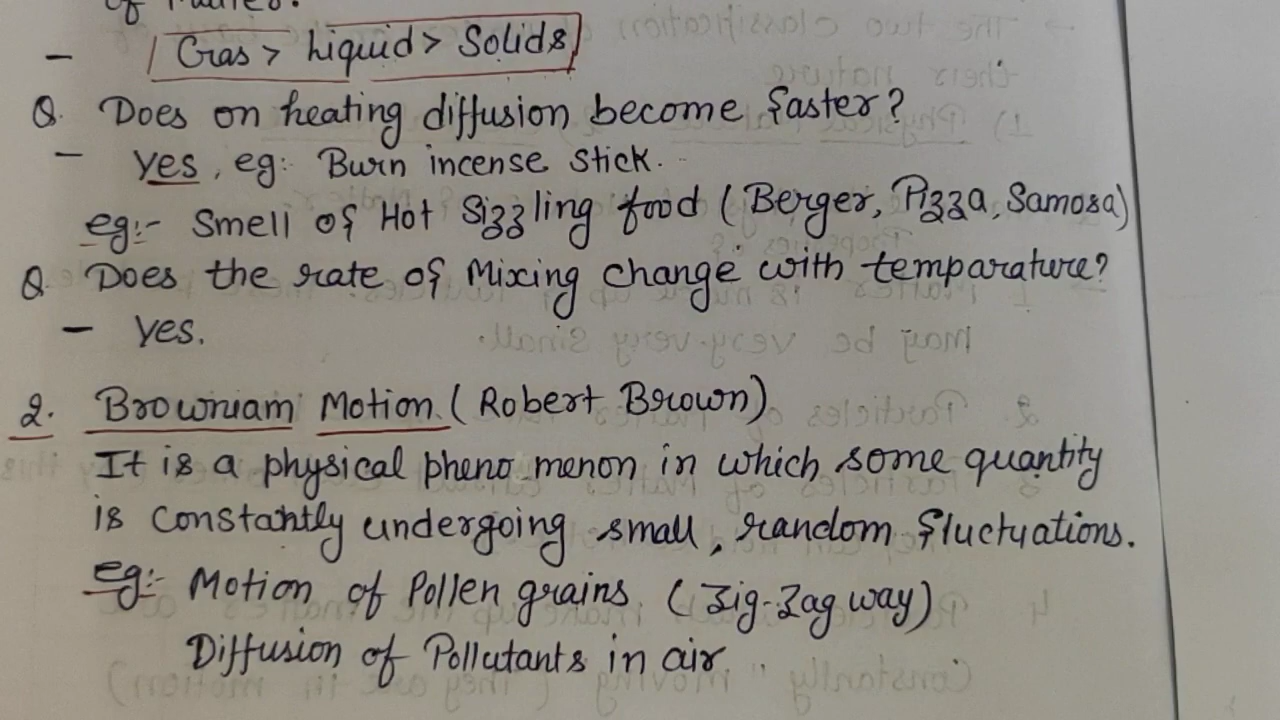 of Matter.
- Gas > Liquid > Solids
Q. Does on heating diffusion become faster?
- Yes, eg: Burn incense stick.
eg:- Smell of Hot Sizzling food (Berger, Pizza, Samosa)
Q Does the rate of Mixing change with temparature?
- Yes.
2. Browniam Motion (Robert Brown)
It is a physical pheno menon in which some quantity
is constantly undergoing small, random fluctuations.
eg:- Motion of Pollen grains (Zig-Zag way)
Diffusion of Pollutants in air